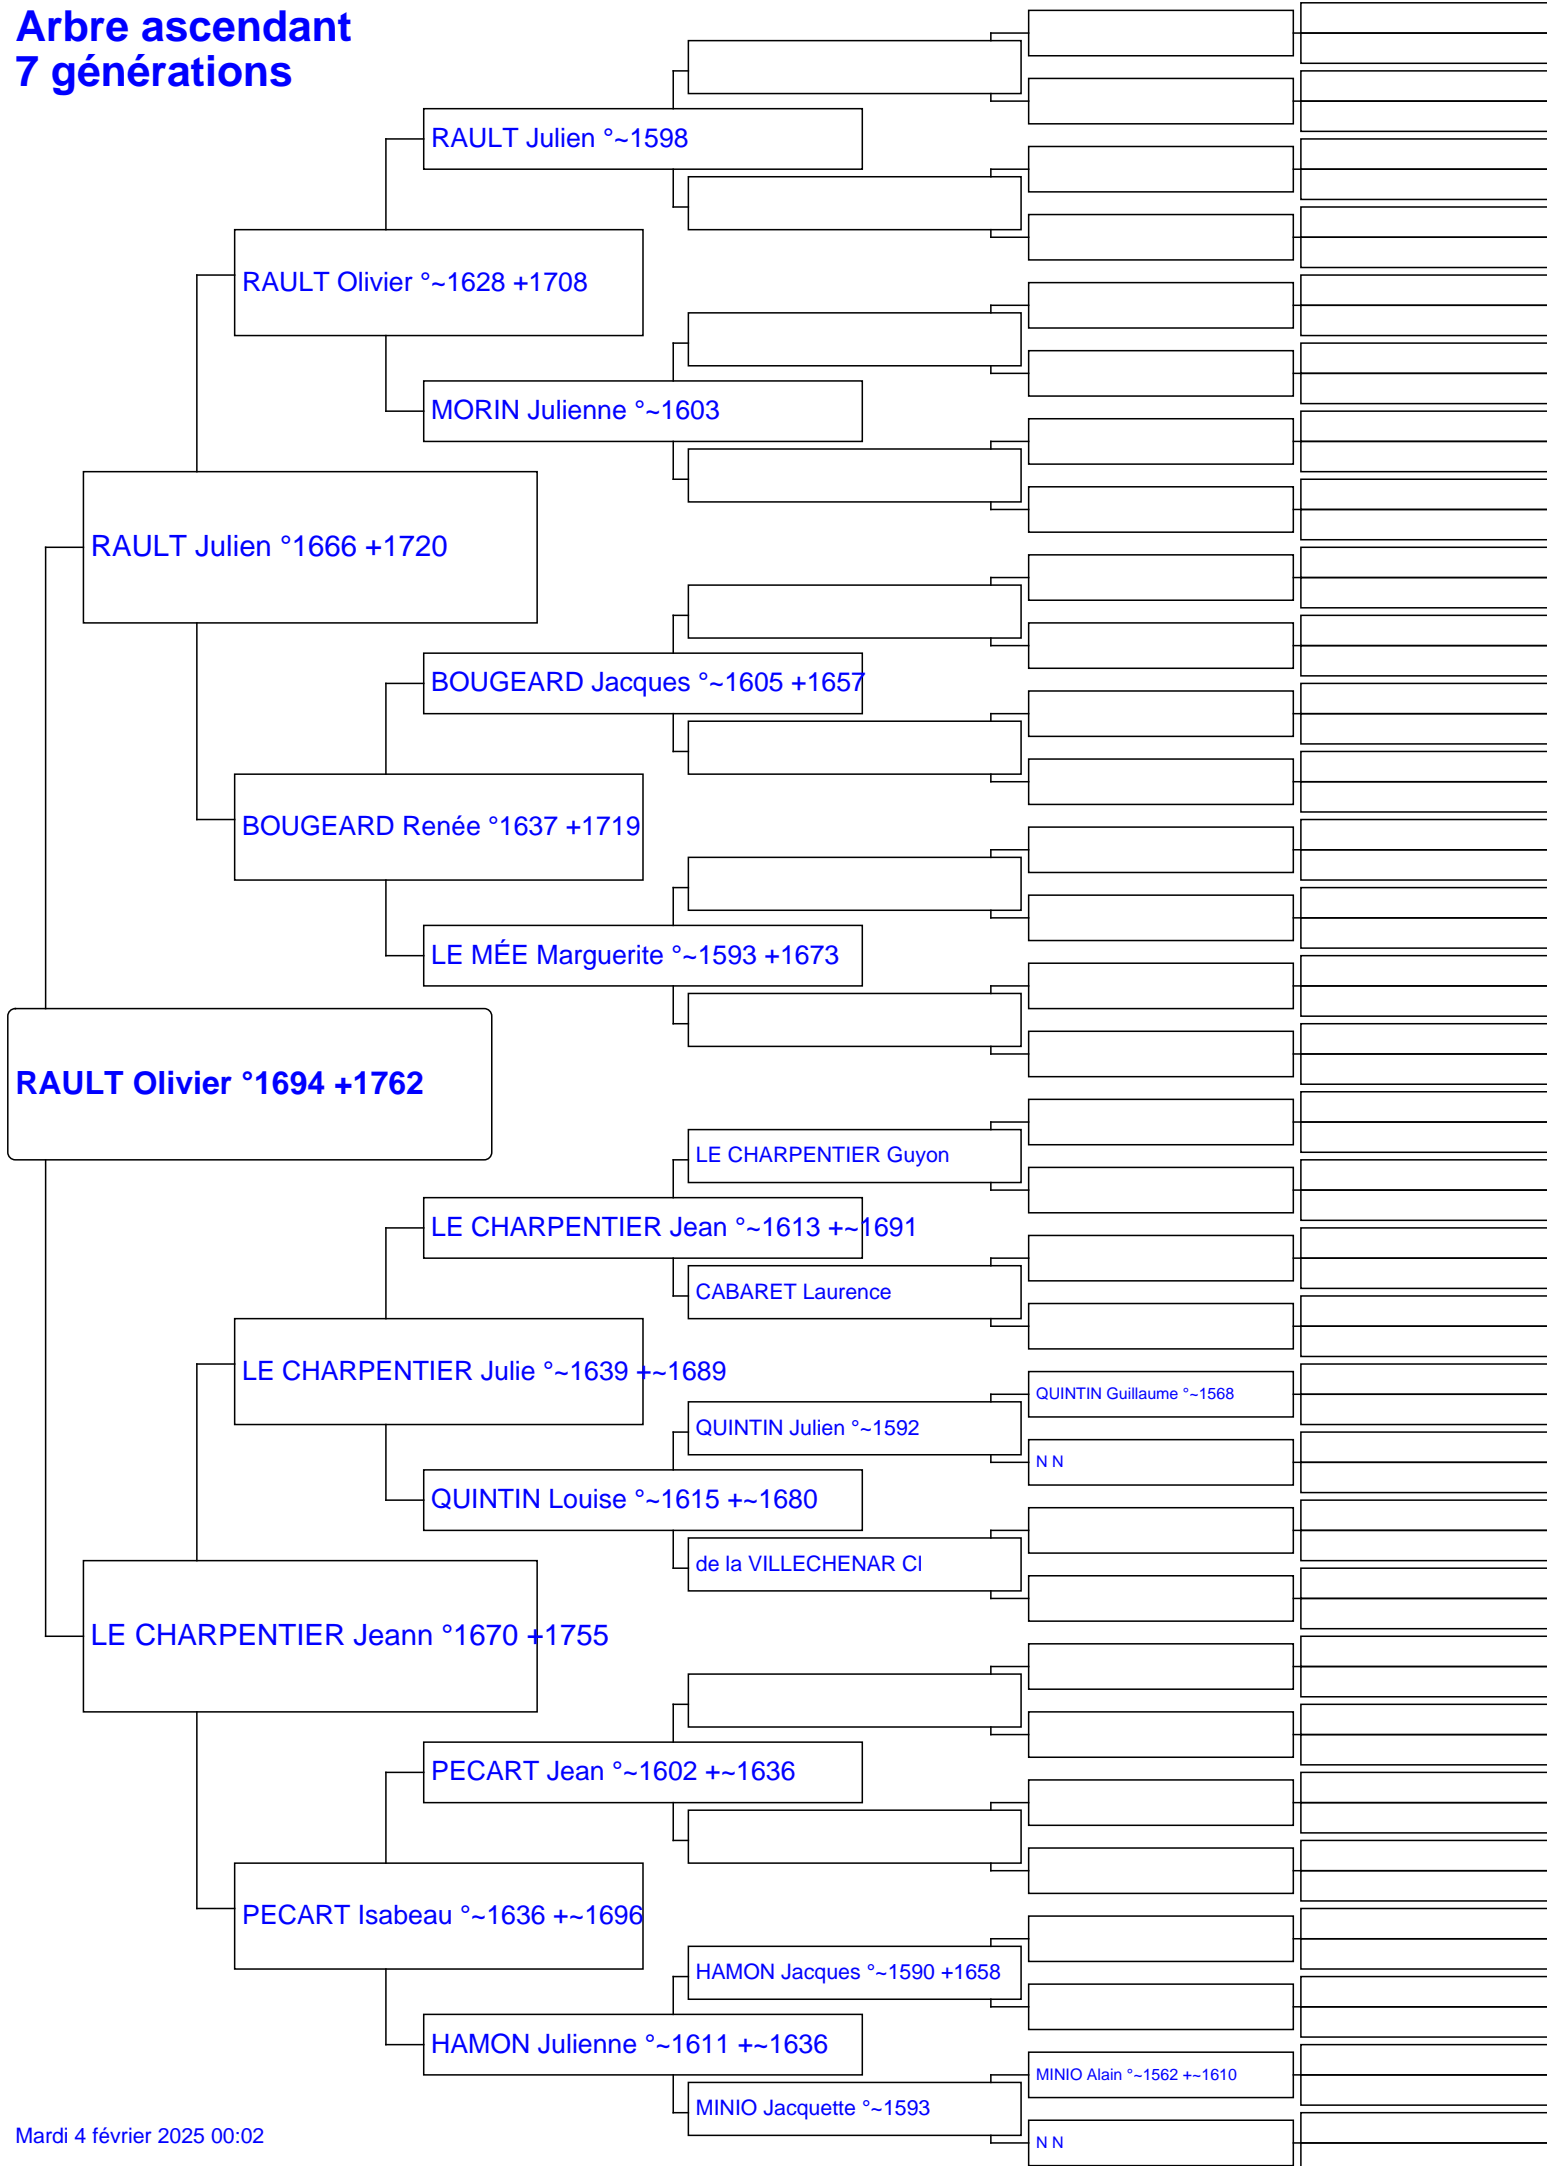 Arbre ascendant
7 générations
RAULT Julien °~1598
RAULT Olivier °~1628 +1708
MORIN Julienne °~1603
RAULT Julien °1666 +1720
BOUGEARD Jacques °~1605 +1657
BOUGEARD Renée °1637 +1719
LE MÉE Marguerite °~1593 +1673
RAULT Olivier °1694 +1762
LE CHARPENTIER Guyon
LE CHARPENTIER Jean °~1613 +~1691
CABARET Laurence
LE CHARPENTIER Julie °~1639 +~1689
QUINTIN Guillaume °~1568
QUINTIN Julien °~1592
N N
QUINTIN Louise °~1615 +~1680
de la VILLECHENAR Cl
LE CHARPENTIER Jeann °1670 +1755
PECART Jean °~1602 +~1636
PECART Isabeau °~1636 +~1696
HAMON Jacques °~1590 +1658
HAMON Julienne °~1611 +~1636
MINIO Alain °~1562 +~1610
MINIO Jacquette °~1593
N N
Mardi 4 février 2025 00:02